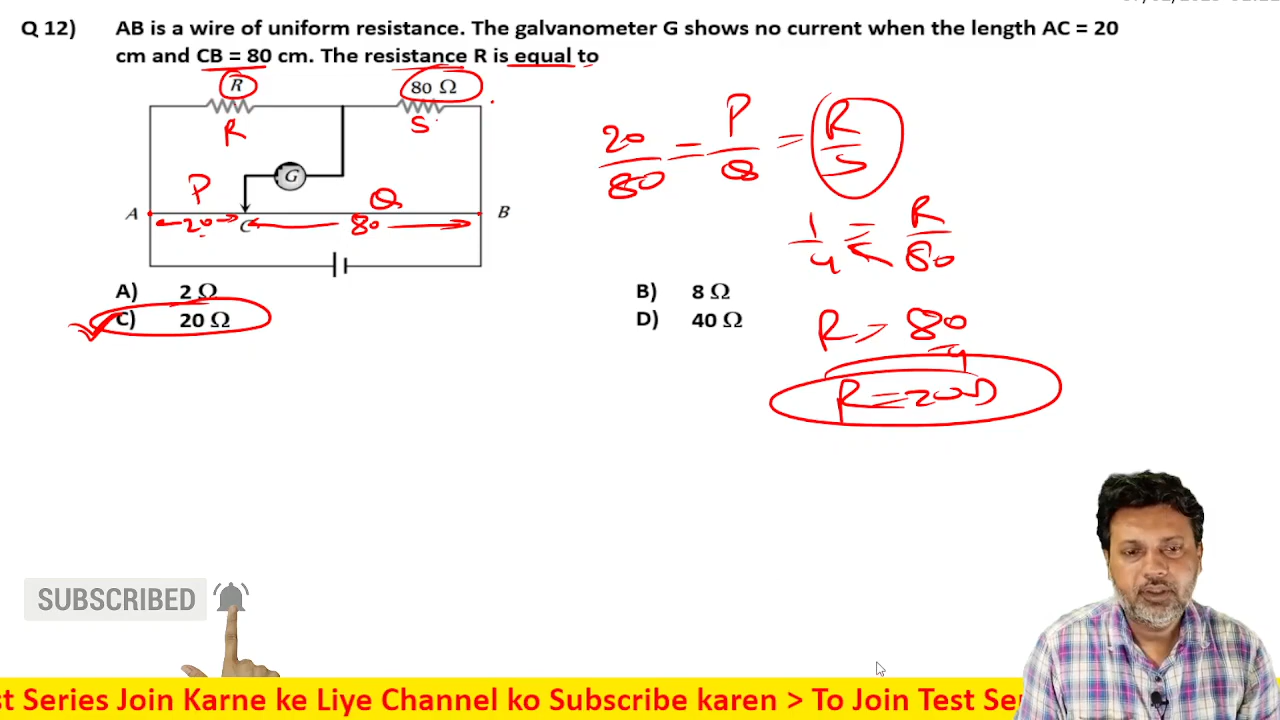 Q 12) AB is a wire of uniform resistance. The galvanometer G shows no current when the length AC = 20
cm and CB = 80 cm. The resistance R is equal to
R 80 Ω
R S
20/80 = P/Q = R/S
G
P Q
A C B
20 80
1/4 = R/80
A) 2 Ω B) 8 Ω
C) 20 Ω D) 40 Ω
R = 80/4
R = 20Ω
SUBSCRIBED
st Series Join Karne ke Liye Channel ko Subscribe karen > To Join Test Se